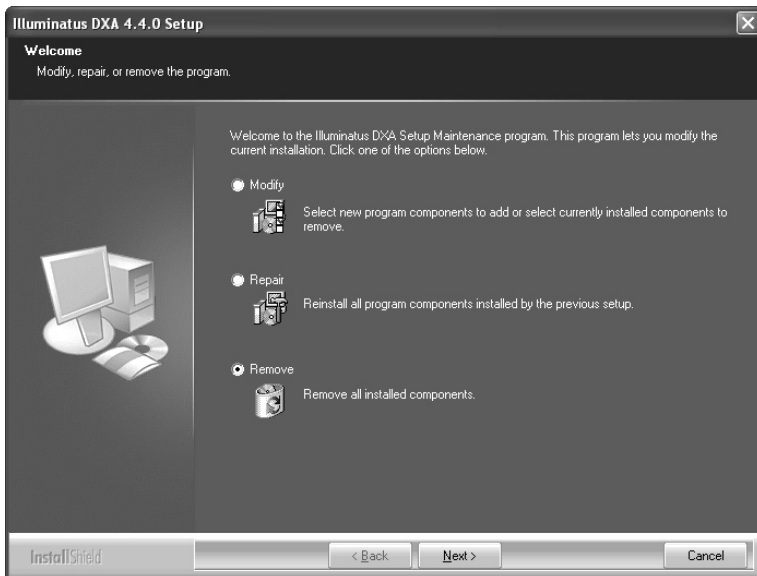 Illuminatus DXA 4.4.0 Setup
Welcome
Modify, repair, or remove the program.
Welcome to the Illuminatus DXA Setup Maintenance program. This program lets you modify the
current installation. Click one of the options below.
Modify
Select new program components to add or select currently installed components to
remove.
Repair
Reinstall all program components installed by the previous setup.
Remove
Remove all installed components.
InstallShield
< Back
Next >
Cancel